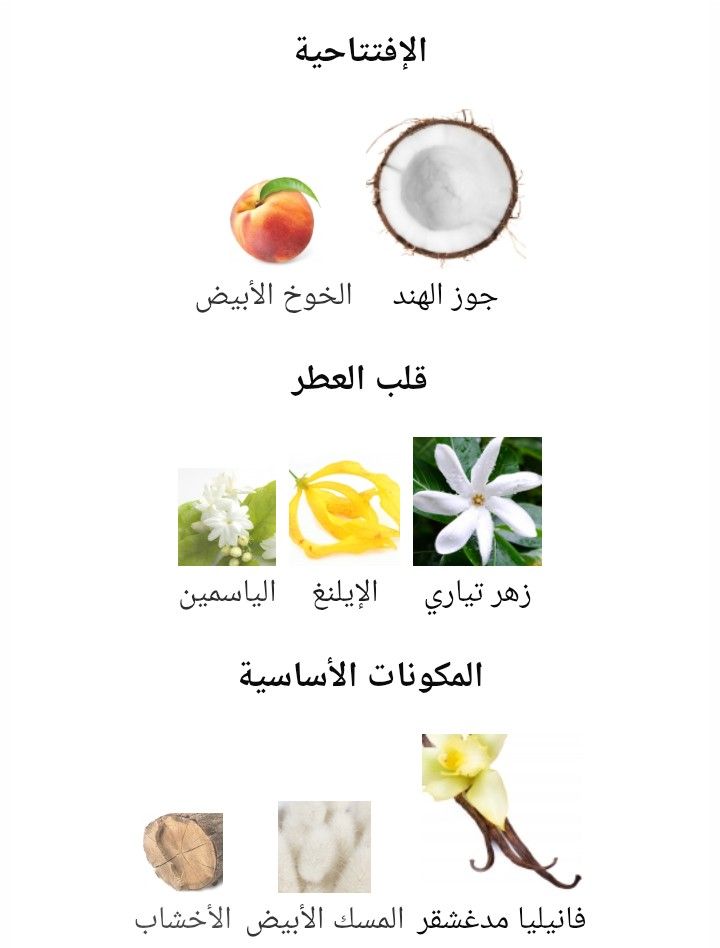 الإفتتاحية
جوز الهند الخوخ الأبيض
قلب العطر
زهر تياري الإيلنغ الياسمين
المكونات الأساسية
فانيليا مدغشقر المسك الأبيض الأخشاب